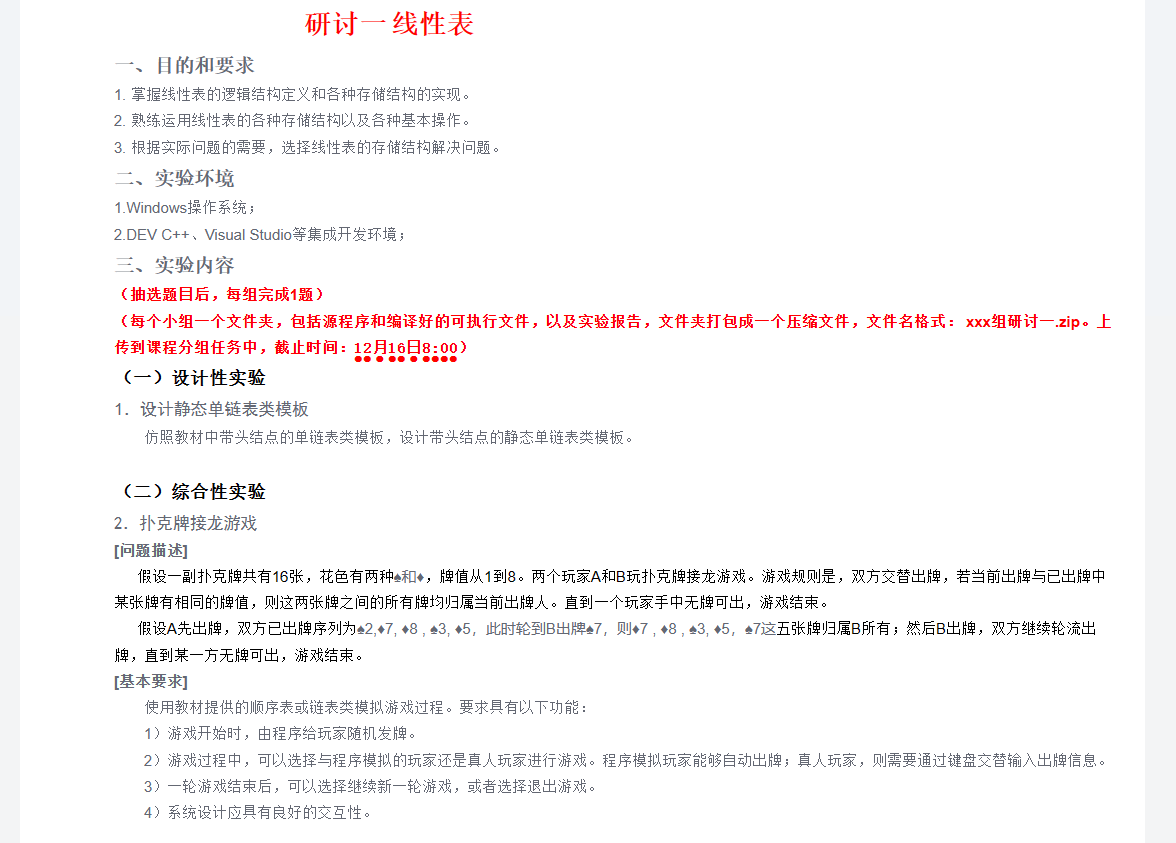 研讨一 线性表
一、目的和要求
1. 掌握线性表的逻辑结构定义和各种存储结构的实现。
2. 熟练运用线性表的各种存储结构以及各种基本操作。
3. 根据实际问题的需要，选择线性表的存储结构解决问题。
二、实验环境
1.Windows操作系统；
2.DEV C++、Visual Studio等集成开发环境；
三、实验内容
（抽选题目后，每组完成1题）
（每个小组一个文件夹，包括源程序和编译好的可执行文件，以及实验报告，文件夹打包成一个压缩文件，文件名格式： xxx组研讨一.zip。上
传到课程分组任务中，截止时间：12月16日8:00）
（一）设计性实验
1．设计静态单链表类模板
仿照教材中带头结点的单链表类模板，设计带头结点的静态单链表类模板。
（二）综合性实验
2．扑克牌接龙游戏
[问题描述]
假设一副扑克牌共有16张，花色有两种♠和♦，牌值从1到8。两个玩家A和B玩扑克牌接龙游戏。游戏规则是，双方交替出牌，若当前出牌与已出牌中
某张牌有相同的牌值，则这两张牌之间的所有牌均归属当前出牌人。直到一个玩家手中无牌可出，游戏结束。
假设A先出牌，双方已出牌序列为♠2,♦7, ♦8 , ♠3, ♦5，此时轮到B出牌♠7，则♦7 , ♦8 , ♠3, ♦5，♠7这五张牌归属B所有；然后B出牌，双方继续轮流出
牌，直到某一方无牌可出，游戏结束。
[基本要求]
使用教材提供的顺序表或链表类模拟游戏过程。要求具有以下功能：
1）游戏开始时，由程序给玩家随机发牌。
2）游戏过程中，可以选择与程序模拟的玩家还是真人玩家进行游戏。程序模拟玩家能够自动出牌；真人玩家，则需要通过键盘交替输入出牌信息。
3）一轮游戏结束后，可以选择继续新一轮游戏，或者选择退出游戏。
4）系统设计应具有良好的交互性。